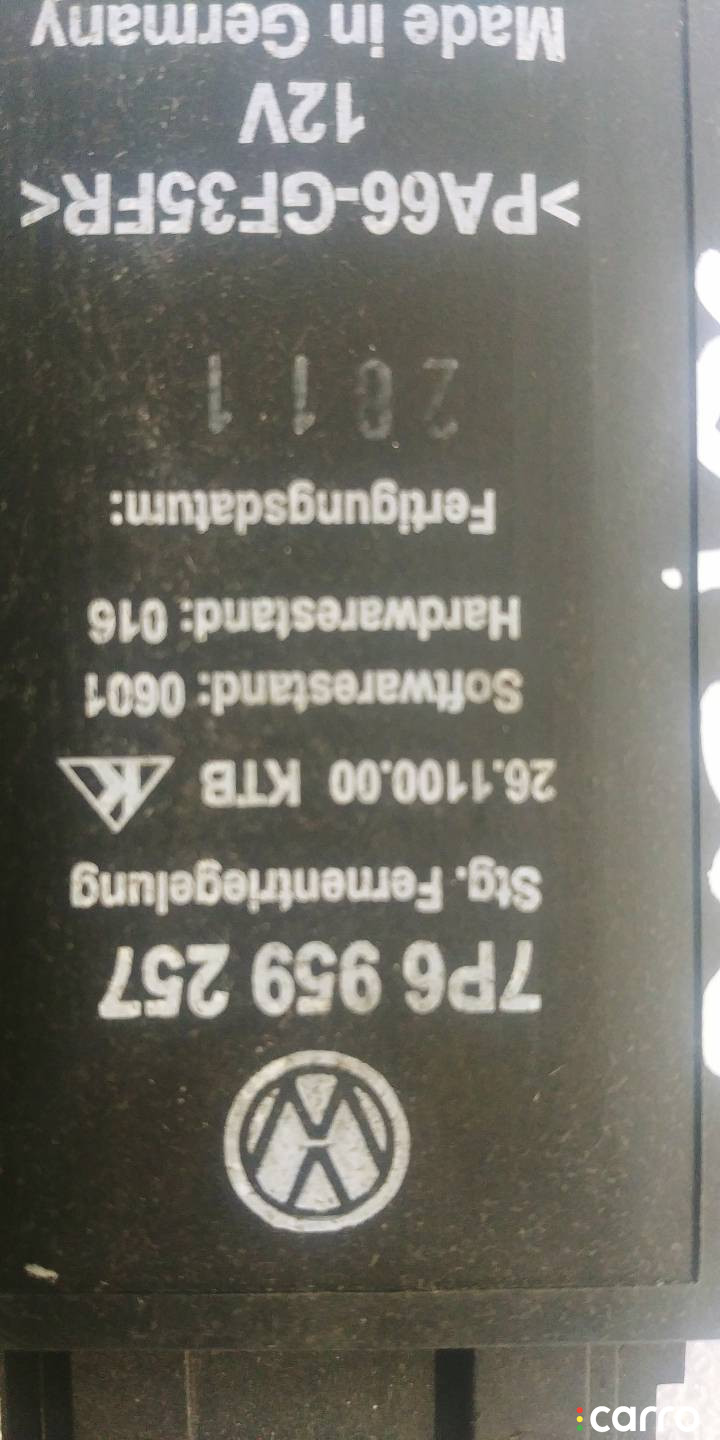 7P6 959 257
Stg. Fernentriegelung
26.1100.00 KTB K
Softwarestand: 0601
Hardwarestand: 016
Fertigungsdatum:
2811
>PA66-GF35FR<
12V
Made in Germany
carro